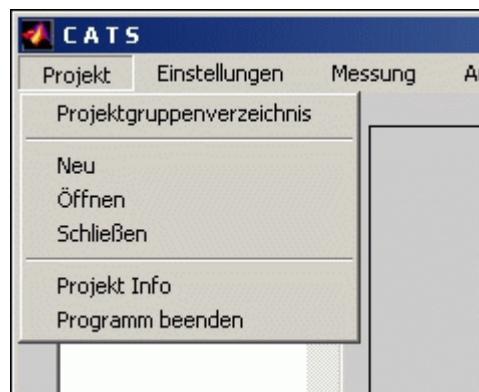 CATS
Projekt Einstellungen Messung
Projektgruppenverzeichnis
Neu
Öffnen
Schließen
Projekt Info
Programm beenden